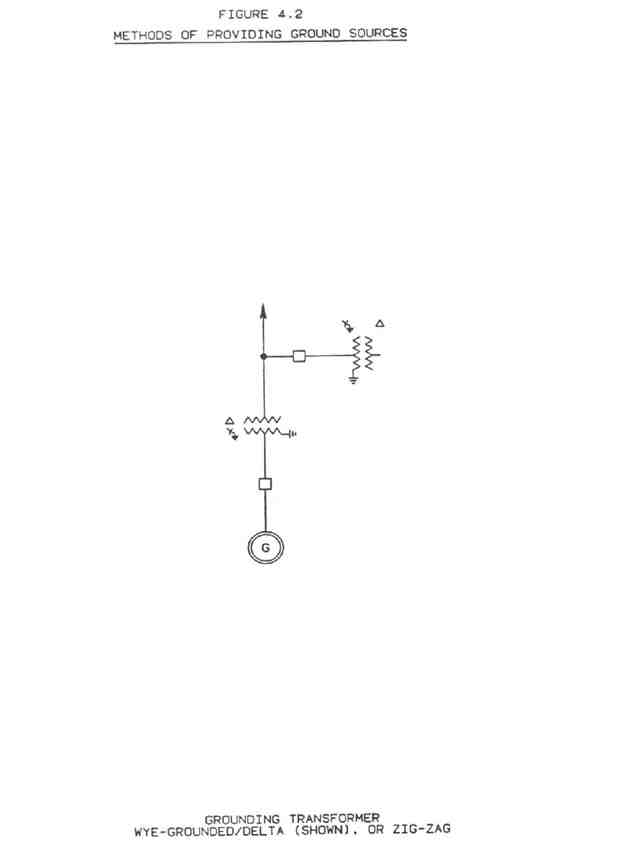 FIGURE 4.2
METHODS OF PROVIDING GROUND SOURCES
Δ
Δ
G
GROUNDING TRANSFORMER
WYE-GROUNDED/DELTA (SHOWN), OR ZIG-ZAG